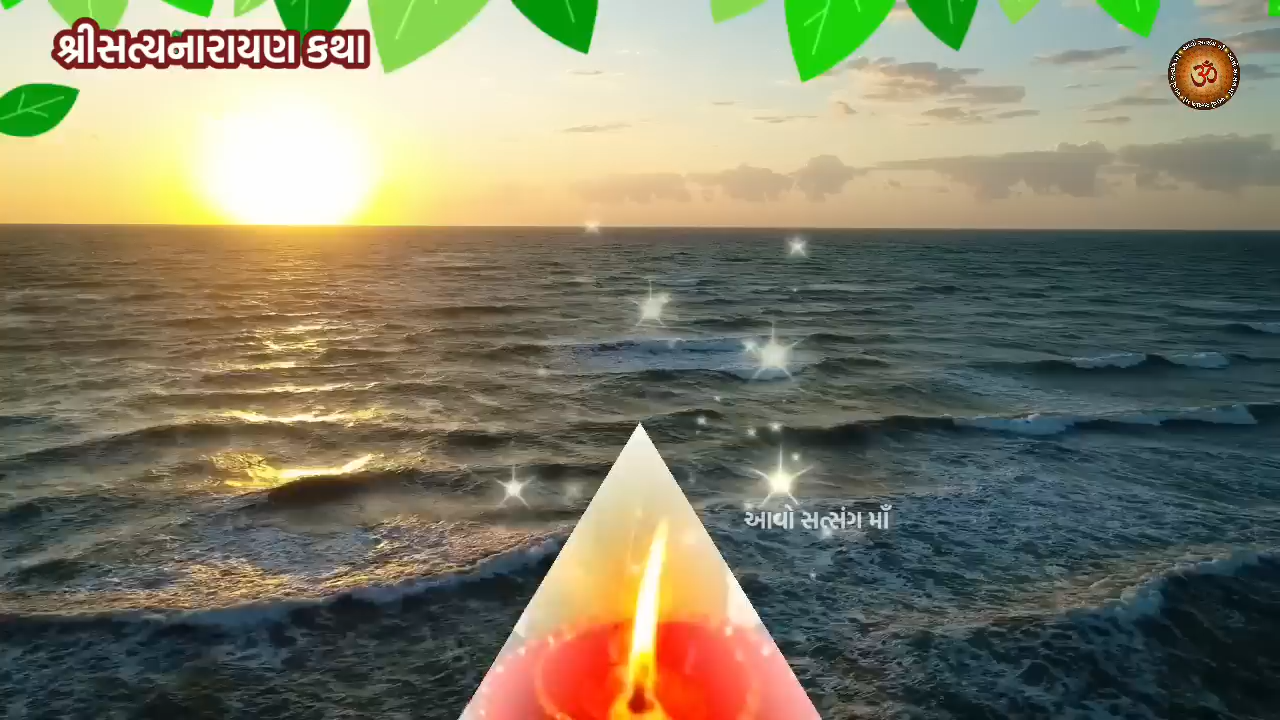 શ્રીસત્યનારાયણ કથા
ૐ
આવો સત્સંગ માઁ